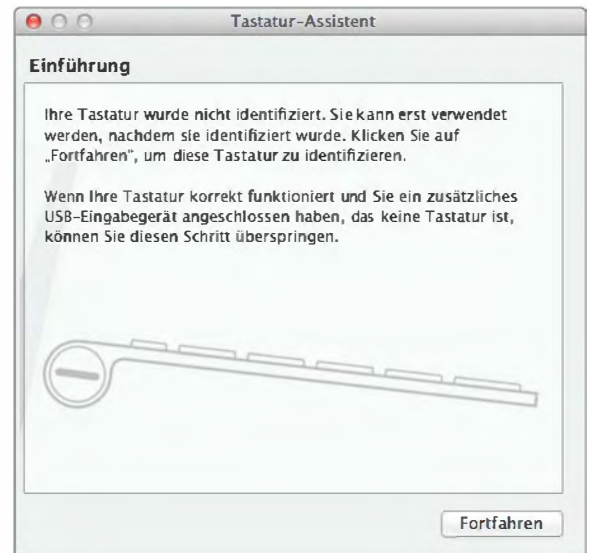 Tastatur-Assistent
Einführung
Ihre Tastatur wurde nicht identifiziert. Sie kann erst verwendet
werden, nachdem sie identifiziert wurde. Klicken Sie auf
„Fortfahren“, um diese Tastatur zu identifizieren.
Wenn Ihre Tastatur korrekt funktioniert und Sie ein zusätzliches
USB-Eingabegerät angeschlossen haben, das keine Tastatur ist,
können Sie diesen Schritt überspringen.
Fortfahren